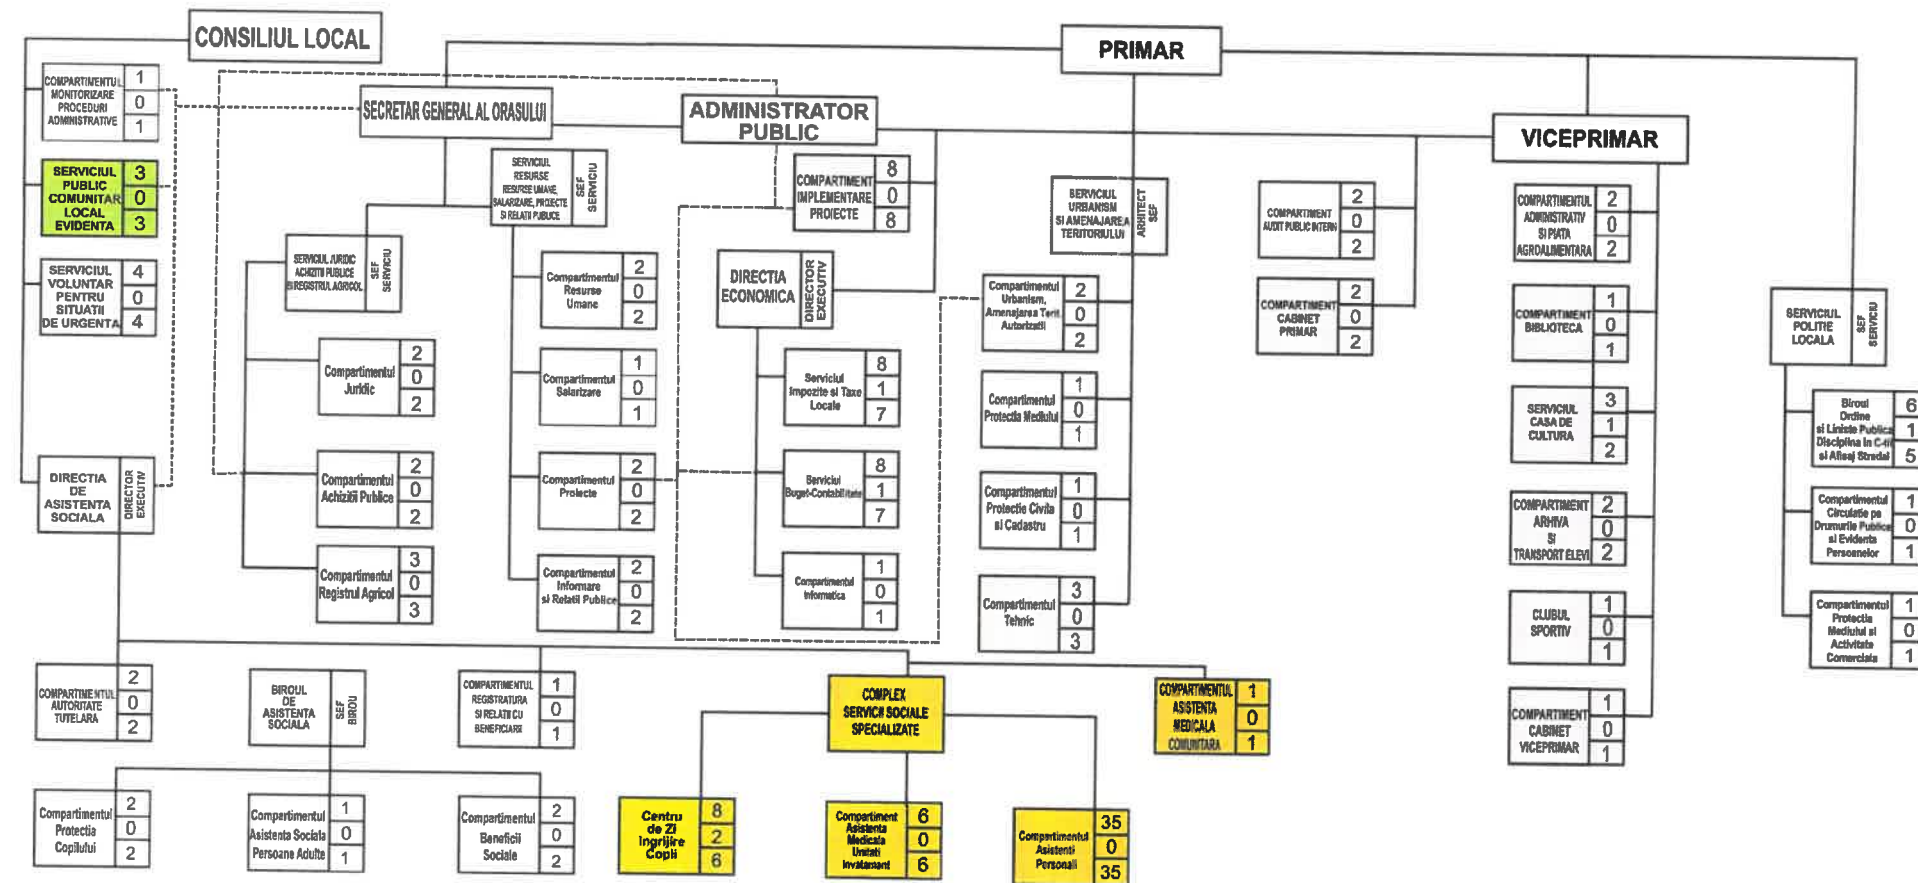 CONSILIUL LOCAL
PRIMAR
COMPARTIMENTUL
MONITORIZARE
PROCEDURI
ADMINISTRATIVE
1
0
1
SECRETAR GENERAL AL ORASULUI
ADMINISTRATOR
PUBLIC
VICEPRIMAR
SERVICIUL
PUBLIC
COMUNITAR
LOCAL
EVIDENTA
3
0
3
SERVICIUL
VOLUNTAR
PENTRU
SITUATII
DE URGENTA
4
0
4
DIRECTIA
DE
ASISTENTA
SOCIALA
DIRECTOR
EXECUTIV
SERVICIUL JURIDIC
ACHIZITII PUBLICE
SI REGISTRUL AGRICOL
SEF
SERVICIU
Compartimentul
Juridic
2
0
2
Compartimentul
Achizitii Publice
2
0
2
Compartimentul
Registrul Agricol
3
0
3
SERVICIUL
RESURSE
RESURSE UMANE,
SALARIZARE, PROIECTE
SI RELATII PUBLICE
SEF
SERVICIU
Compartimentul
Resurse
Umane
2
0
2
Compartimentul
Salarizare
1
0
1
Compartimentul
Proiecte
2
0
2
Compartimentul
Informare
si Relatii Publice
2
0
2
COMPARTIMENT
IMPLEMENTARE
PROIECTE
8
0
8
DIRECTIA
ECONOMICA
DIRECTOR
EXECUTIV
Serviciul
Impozite si Taxe
Locale
8
1
7
Serviciul
Buget-Contabilitate
8
1
7
Compartimentul
Informatica
1
0
1
SERVICIUL
URBANISM
SI AMENAJAREA
TERITORIULUI
ARHITECT
SEF
Compartimentul
Urbanism,
Amenajarea Terit.
Autorizatii
2
0
2
Compartimentul
Protectia Mediului
1
0
1
Compartimentul
Protectie Civila
si Cadastru
1
0
1
Compartimentul
Tehnic
3
0
3
COMPARTIMENT
AUDIT PUBLIC INTERN
2
0
2
COMPARTIMENT
CABINET
PRIMAR
2
0
2
COMPARTIMENTUL
ADMINISTRATIV
SI PIATA
AGROALIMENTARA
2
0
2
COMPARTIMENT
BIBLIOTECA
1
0
1
SERVICIUL
CASA DE
CULTURA
3
1
2
COMPARTIMENT
ARHIVA
SI
TRANSPORT ELEVI
2
0
2
CLUBUL
SPORTIV
1
0
1
COMPARTIMENT
CABINET
VICEPRIMAR
1
0
1
SERVICIUL
POLITIE
LOCALA
SEF
SERVICIU
Biroul
Ordine
si Liniste Publica
Disciplina in C-tii
si Afisaj Stradal
6
1
5
Compartimentul
Circulatie pe
Drumurile Publice
si Evidenta
Persoanelor
1
0
1
Compartimentul
Protectia
Mediului si
Activitate
Comerciala
1
0
1
COMPARTIMENTUL
AUTORITATE
TUTELARA
2
0
2
BIROUL
DE
ASISTENTA
SOCIALA
SEF
BIROU
COMPARTIMENTUL
REGISTRATURA
SI RELATII CU
BENEFICIARII
1
0
1
COMPLEX
SERVICII SOCIALE
SPECIALIZATE
COMPARTIMENTUL
ASISTENTA
MEDICALA
COMUNITARA
1
0
1
Compartimentul
Protectia
Copilului
2
0
2
Compartimentul
Asistenta Sociala
Persoane Adulte
1
0
1
Compartimentul
Beneficii
Sociale
2
0
2
Centru
de Zi
Ingrijire
Copii
8
2
6
Compartiment
Asistenta
Medicala
Unitati
Invatamant
6
0
6
Compartimentul
Asistenti
Personali
35
0
35